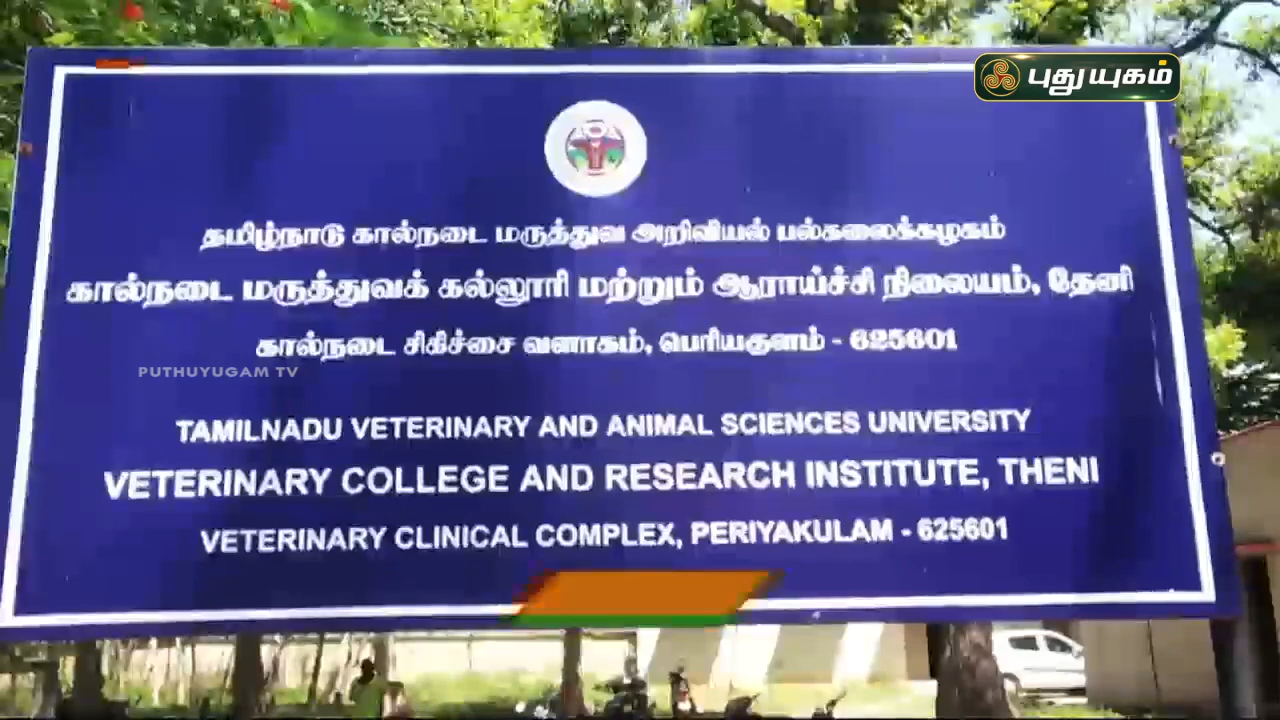 புதுயுகம்
தமிழ்நாடு கால்நடை மருத்துவ அறிவியல் பல்கலைக்கழகம்
கால்நடை மருத்துவக் கல்லூரி மற்றும் ஆராய்ச்சி நிலையம், தேனி
கால்நடை சிகிச்சை வளாகம், பெரியகுளம் - 625601
PUTHUYUGAM TV
TAMILNADU VETERINARY AND ANIMAL SCIENCES UNIVERSITY
VETERINARY COLLEGE AND RESEARCH INSTITUTE, THENI
VETERINARY CLINICAL COMPLEX, PERIYAKULAM - 625601